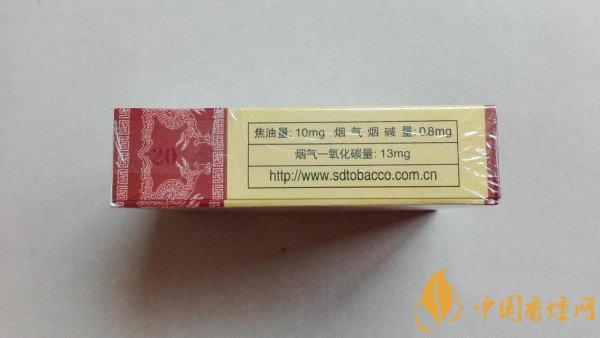 焦油量: 10mg 烟气烟碱量: 0.8mg
烟气一氧化碳量: 13mg
http://www.sdtobacco.com.cn
20
中国香烟网